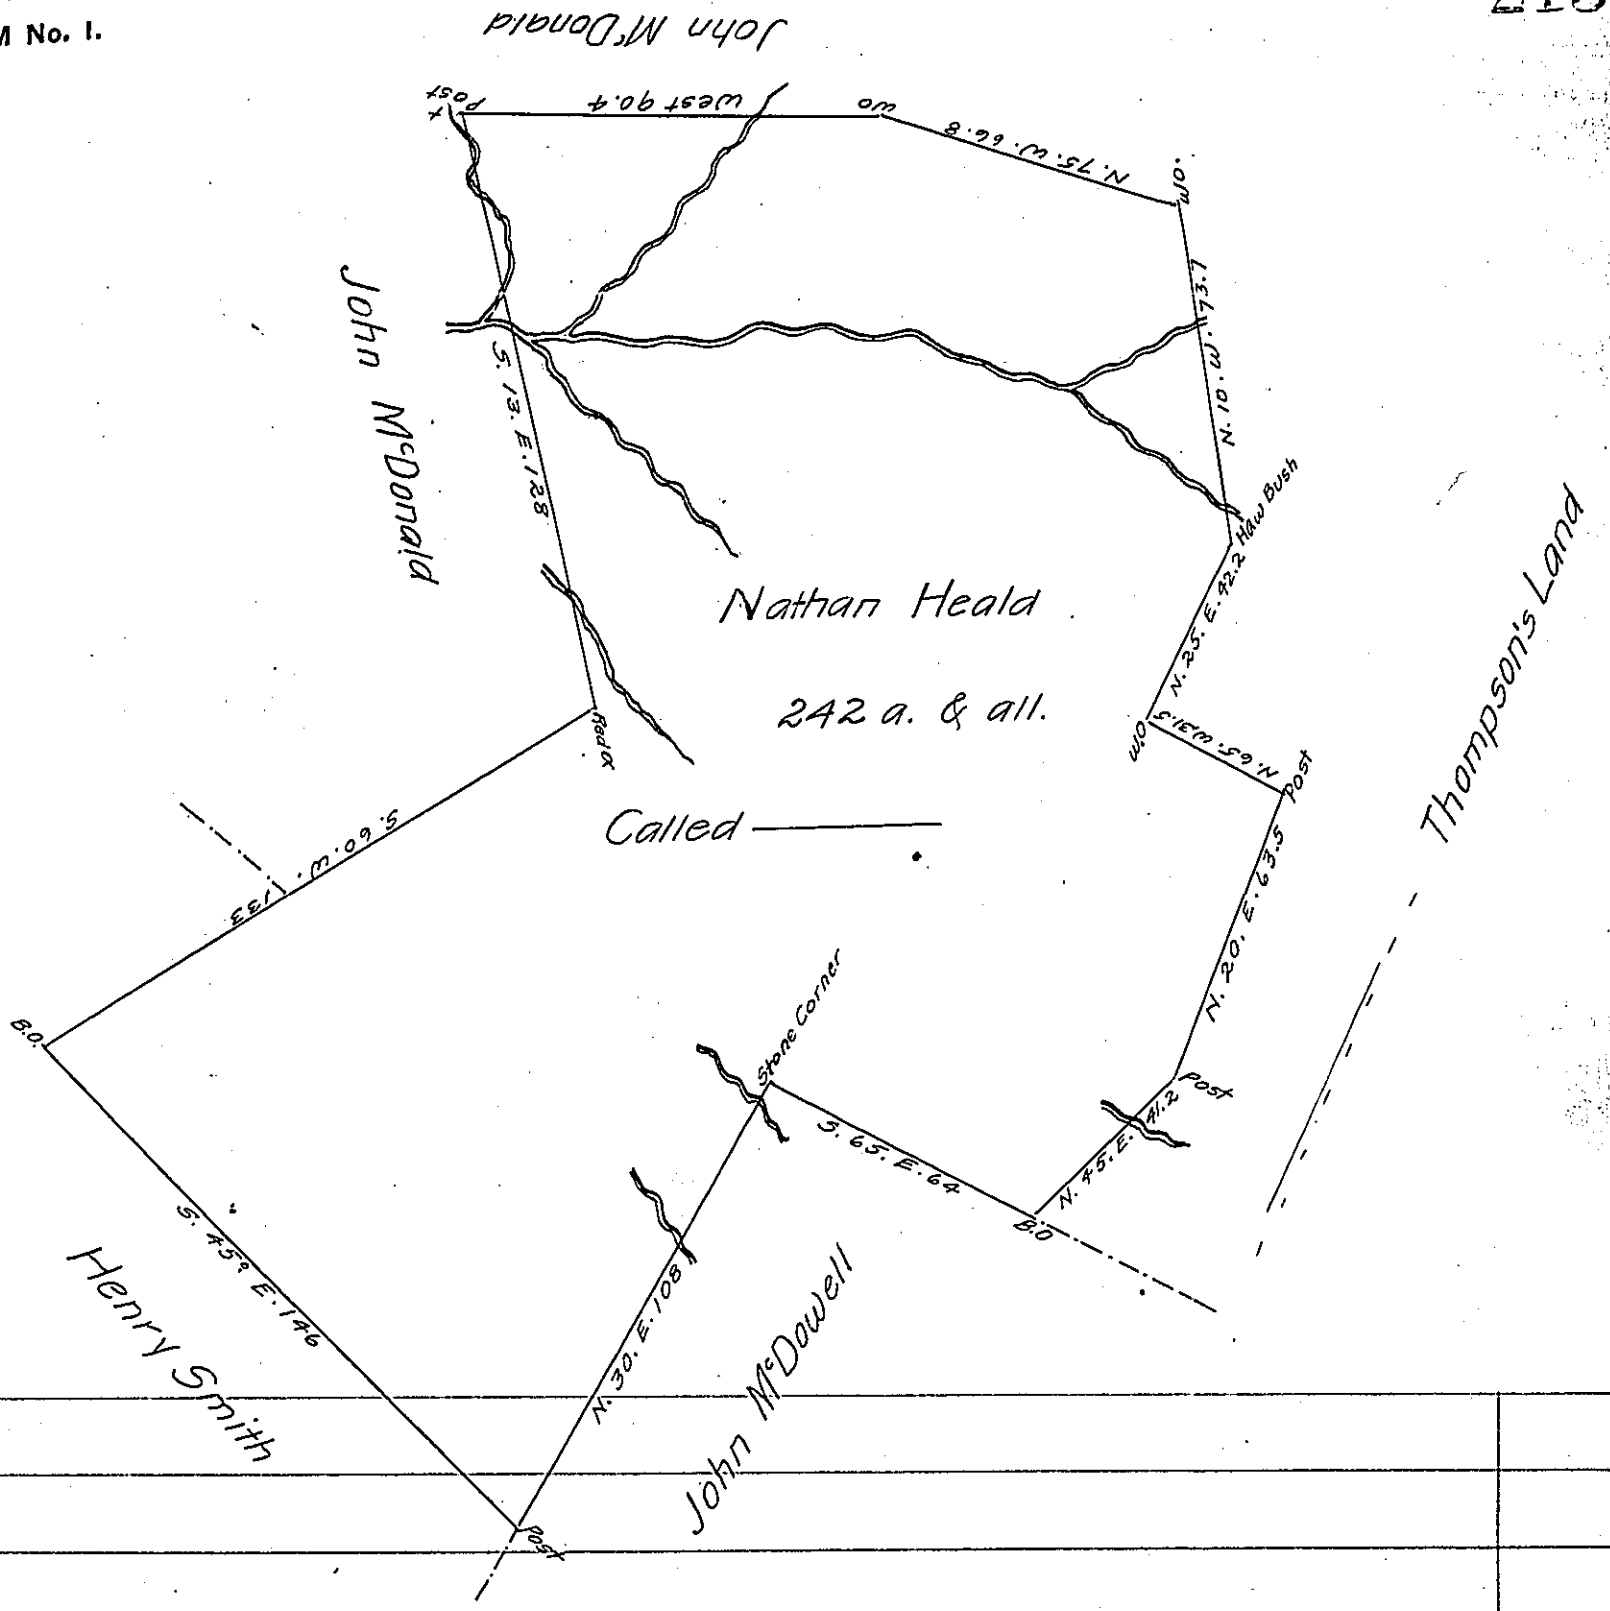 M No. 1.
John McDonald
Post
West 90.4
WO
N. 75. W. 66.8
W.O.
N. 10. W. 73.7
Haw Bush
N. 25. E. 42.2
W.O
N. 65. W. 31.5
Post
N. 20. E. 63.5
Post
N. 45. E. 41.2
B.O
S. 65. E. 64
Stone Corner
N. 30. E. 108
Post
S. 45° E. 146
B.O.
S. 60. W. 133
S. 13. E. 128
John McDonald
Nathan Heald
242 a. & all.
Called
Thompson's Land
John McDowell
Henry Smith